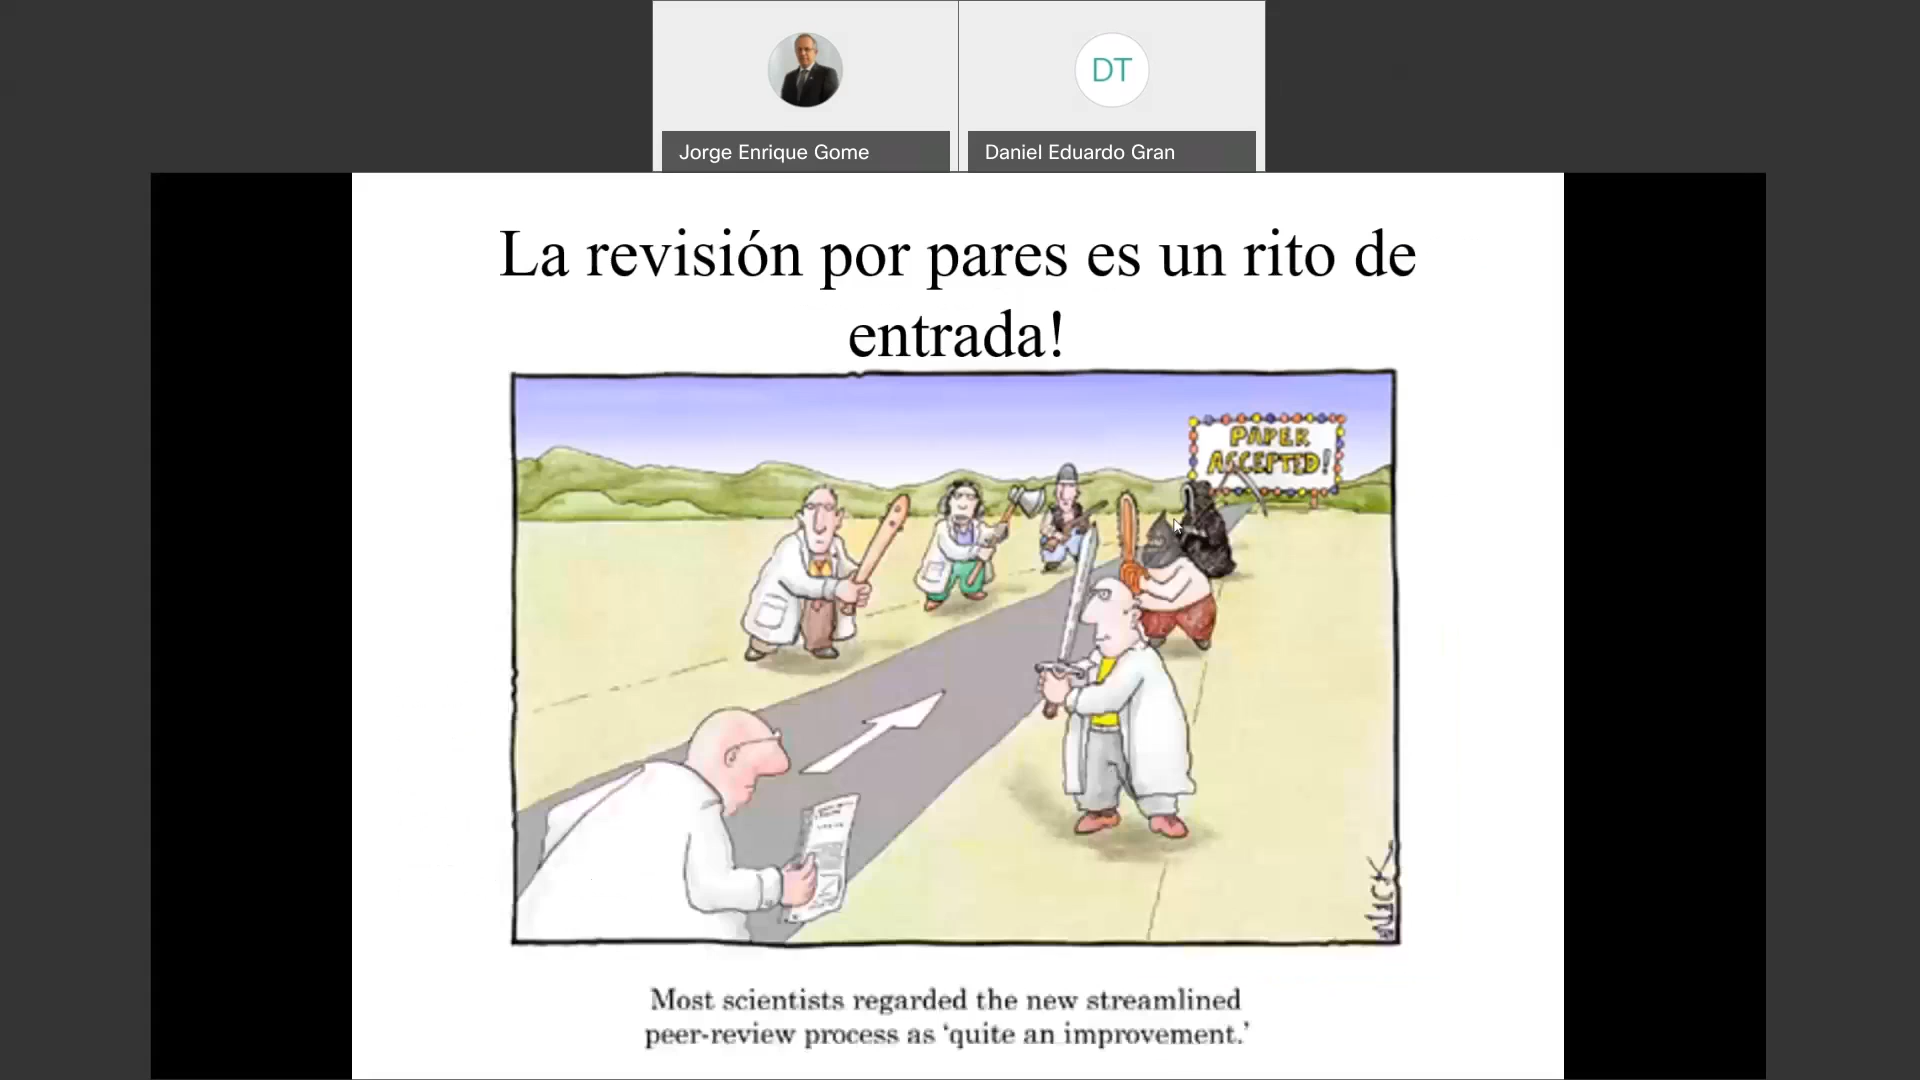 DT
Jorge Enrique Gome
Daniel Eduardo Gran
La revisión por pares es un rito de
entrada!
PAPER
ACCEPTED!
NICK
Most scientists regarded the new streamlined
peer-review process as ‘quite an improvement.’